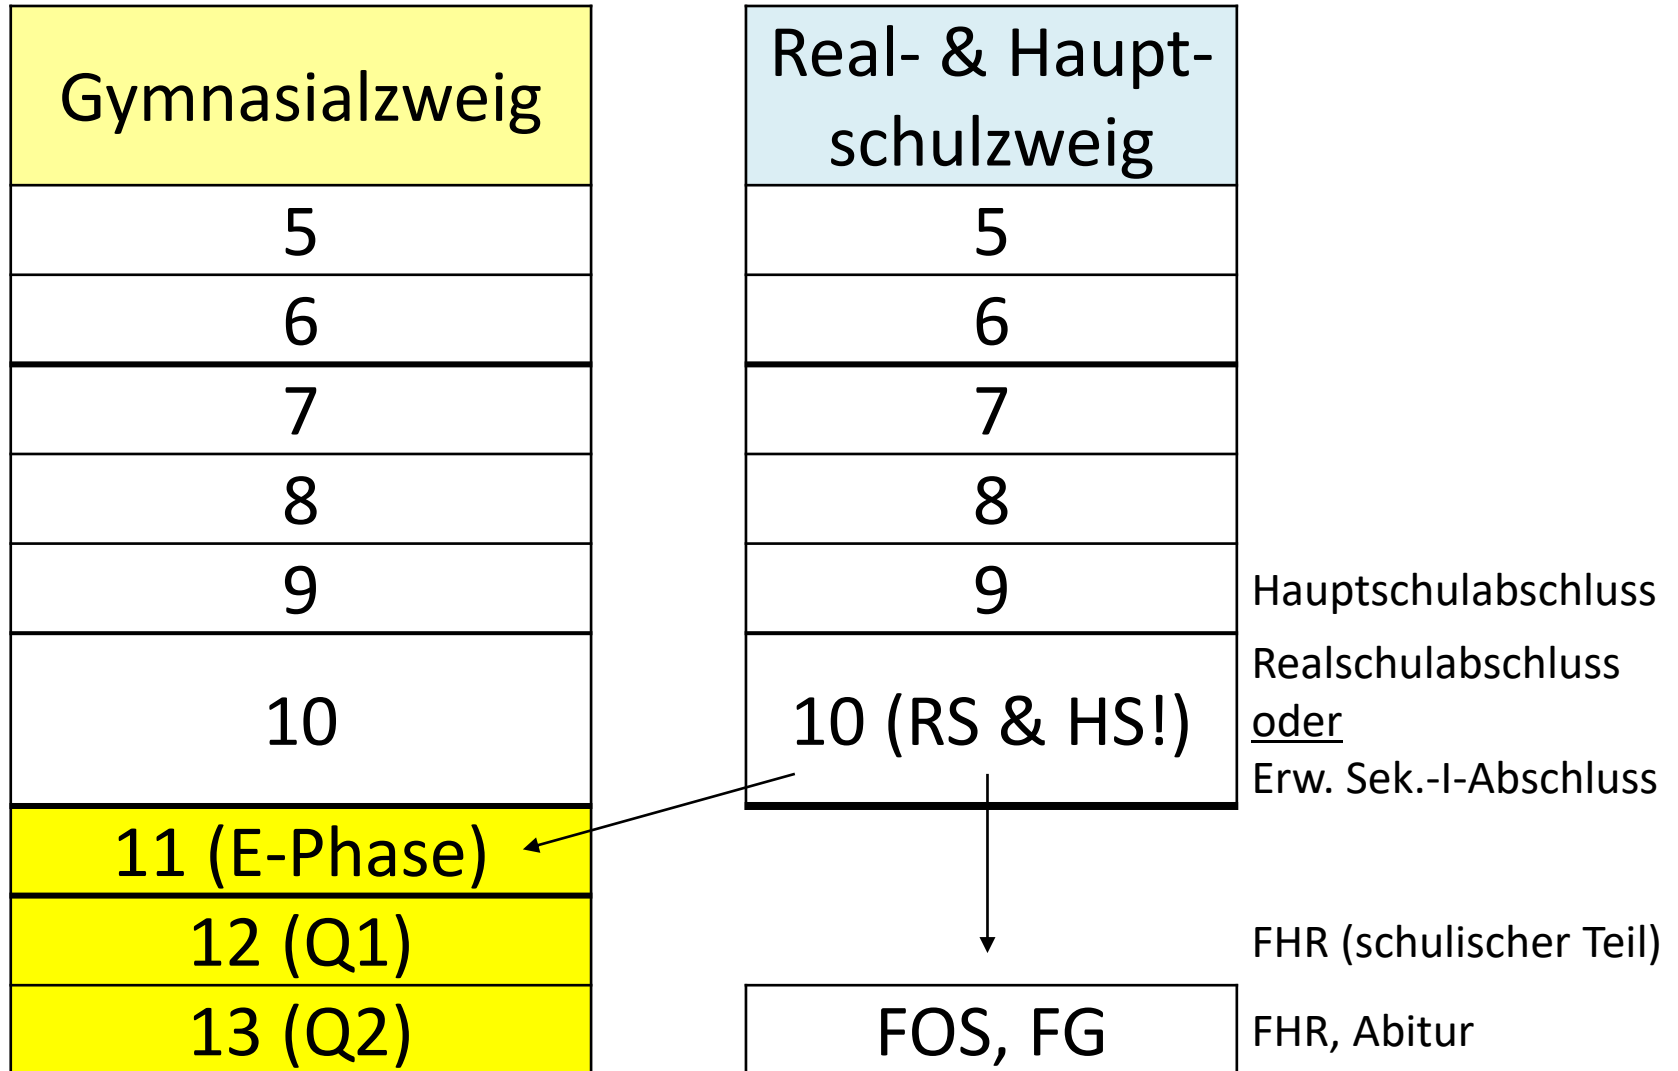 Gymnasialzweig
Real- & Haupt-
schulzweig
5
5
6
6
7
7
8
8
9
9
Hauptschulabschluss
10
10 (RS & HS!)
Realschulabschluss
oder
Erw. Sek.-I-Abschluss
11 (E-Phase)
12 (Q1)
FHR (schulischer Teil)
13 (Q2)
FOS, FG
FHR, Abitur